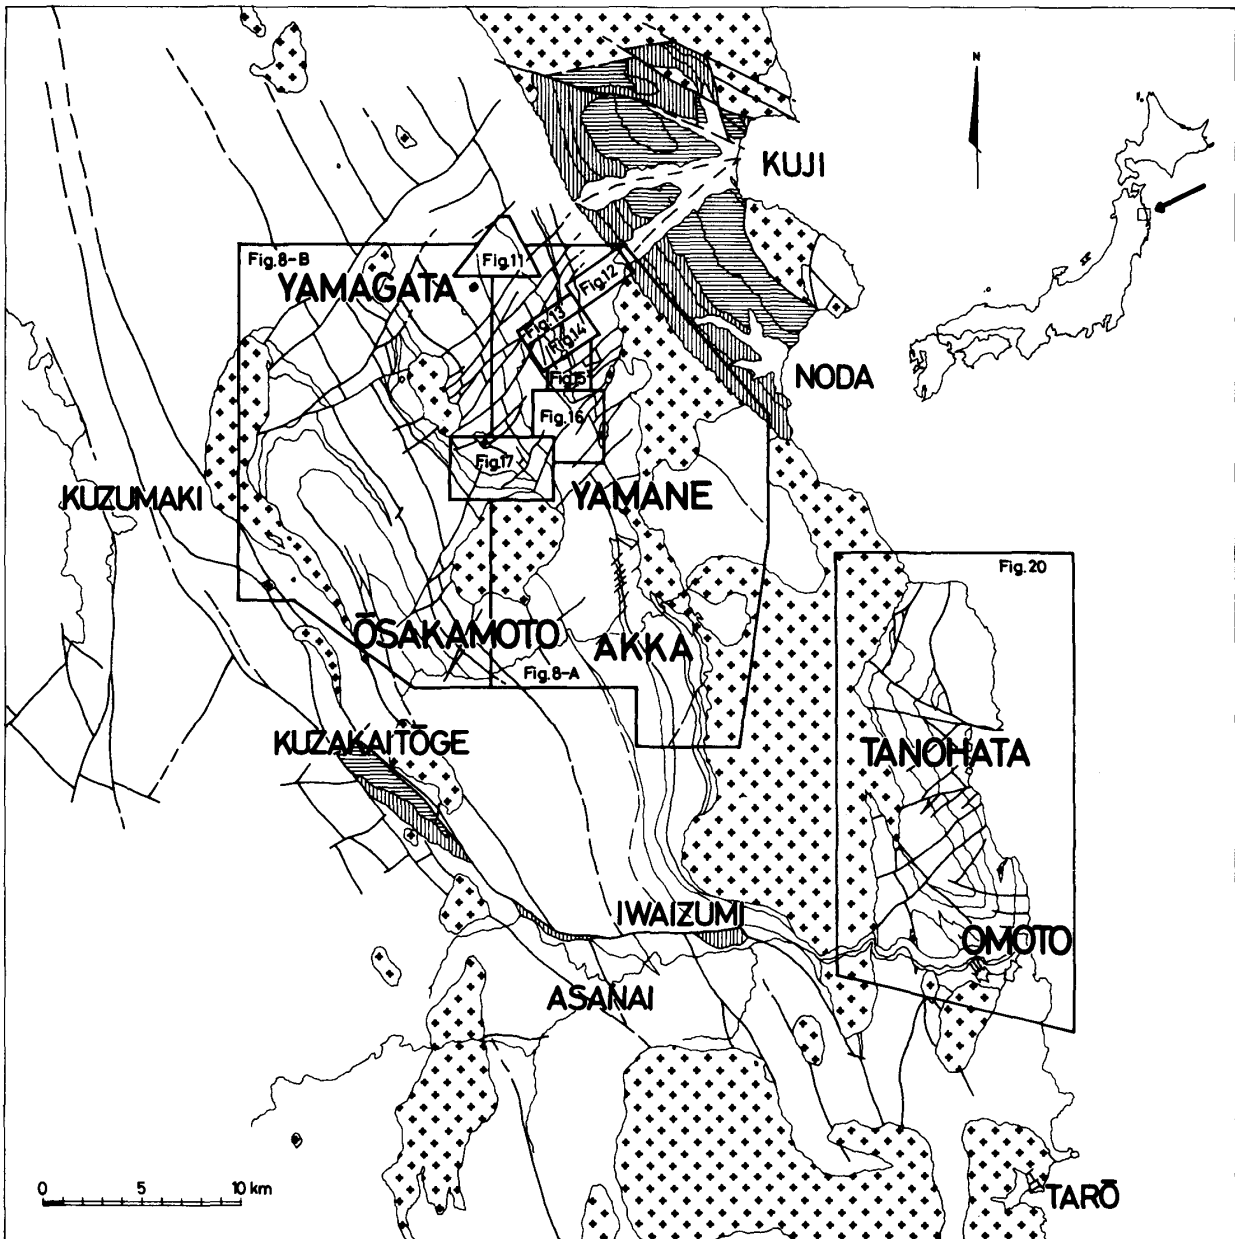 N
KUJI
Fig.8-B
Fig.11
Fig.12
YAMAGATA
Fig.13
Fig.14
Fig.15
NODA
Fig.16
Fig.17
KUZUMAKI
YAMANE
Fig.20
ŌSAKAMOTO
AKKA
Fig.8-A
KUZAKAITŌGE
TANOHATA
IWAIZUMI
OMOTO
ASANAI
0 5 10 km
TARŌ